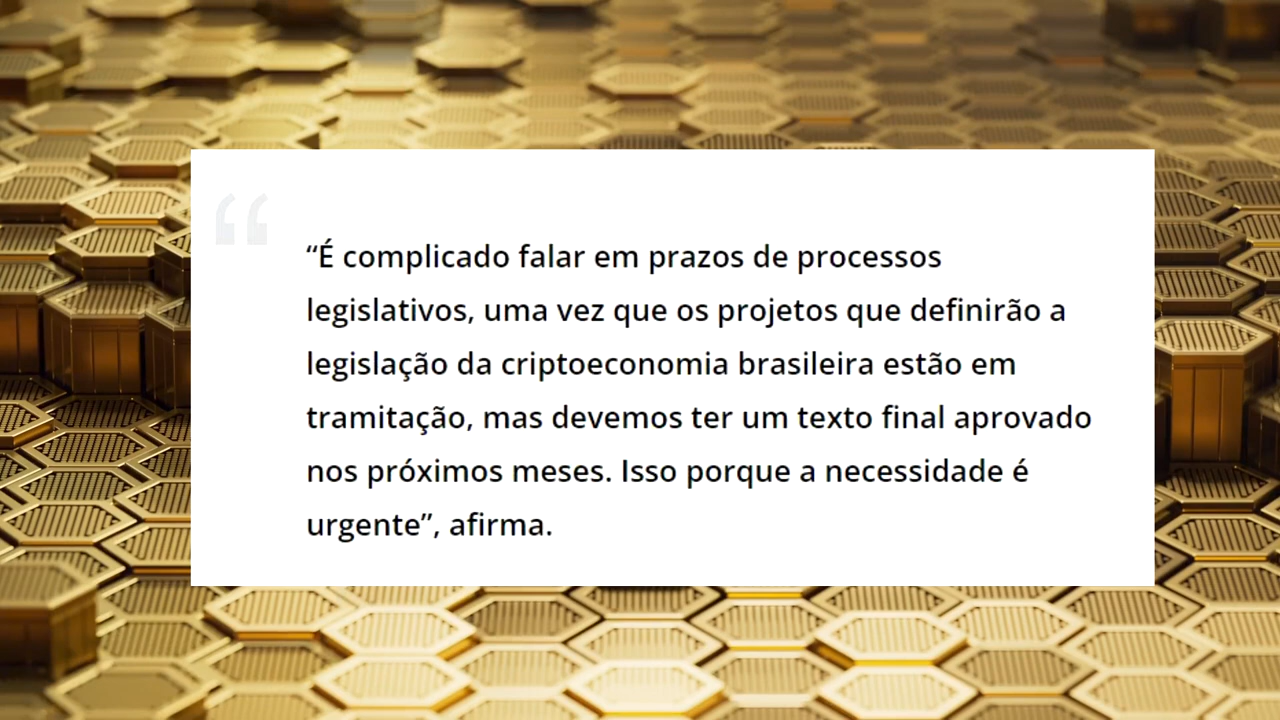 “É complicado falar em prazos de processos
legislativos, uma vez que os projetos que definirão a
legislação da criptoeconomia brasileira estão em
tramitação, mas devemos ter um texto final aprovado
nos próximos meses. Isso porque a necessidade é
urgente”, afirma.